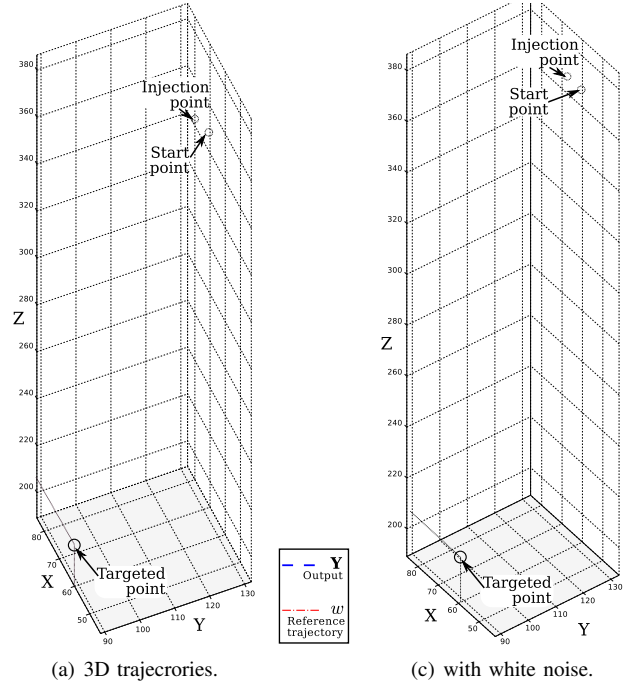 380
360
340
320
300
280
260
240
220
200
Z
Injection
point
Start
point
80
70
60
50
X
Targeted
point
90
100
110
120
130
Y
Y
Output
w
Reference
trajectory
380
360
340
320
300
280
260
240
220
200
Z
Injection
point
Start
point
80
70
60
50
X
Targeted
point
90
100
110
120
130
Y
(a) 3D trajecrories.
(c) with white noise.